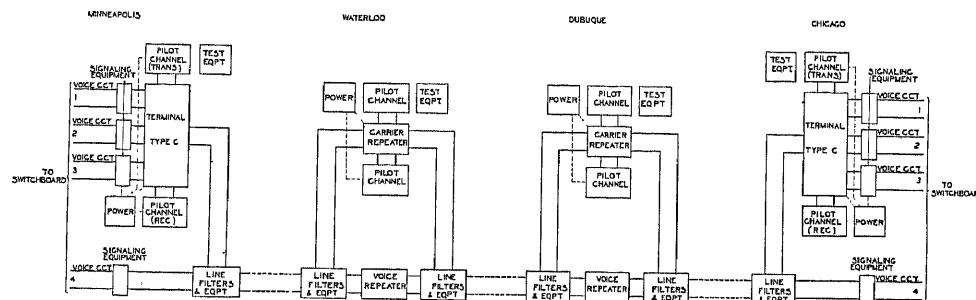 MINNEAPOLIS
WATERLOO
DUBUQUE
CHICAGO
SIGNALING
EQUIPMENT
PILOT
CHANNEL
(TRANS)
TEST
EQPT
VOICE CCT
1
VOICE CCT
2
VOICE CCT
3
TERMINAL
TYPE C
TO
SWITCHBOARD
POWER
PILOT
CHANNEL
(REC)
SIGNALING
EQUIPMENT
VOICE CCT
4
LINE
FILTERS
& EQPT
POWER
PILOT
CHANNEL
TEST
EQPT
CARRIER
REPEATER
PILOT
CHANNEL
LINE
FILTERS
& EQPT
VOICE
REPEATER
LINE
FILTERS
& EQPT
POWER
PILOT
CHANNEL
TEST
EQPT
CARRIER
REPEATER
PILOT
CHANNEL
LINE
FILTERS
& EQPT
VOICE
REPEATER
LINE
FILTERS
& EQPT
TEST
EQPT
PILOT
CHANNEL
(TRANS)
SIGNALING
EQUIPMENT
TERMINAL
TYPE C
VOICE CCT
1
VOICE CCT
2
VOICE CCT
3
TO
SWITCHBOARD
PILOT
CHANNEL
(REC)
POWER
LINE
FILTERS
& EQPT
SIGNALING
EQUIPMENT
VOICE CCT
4